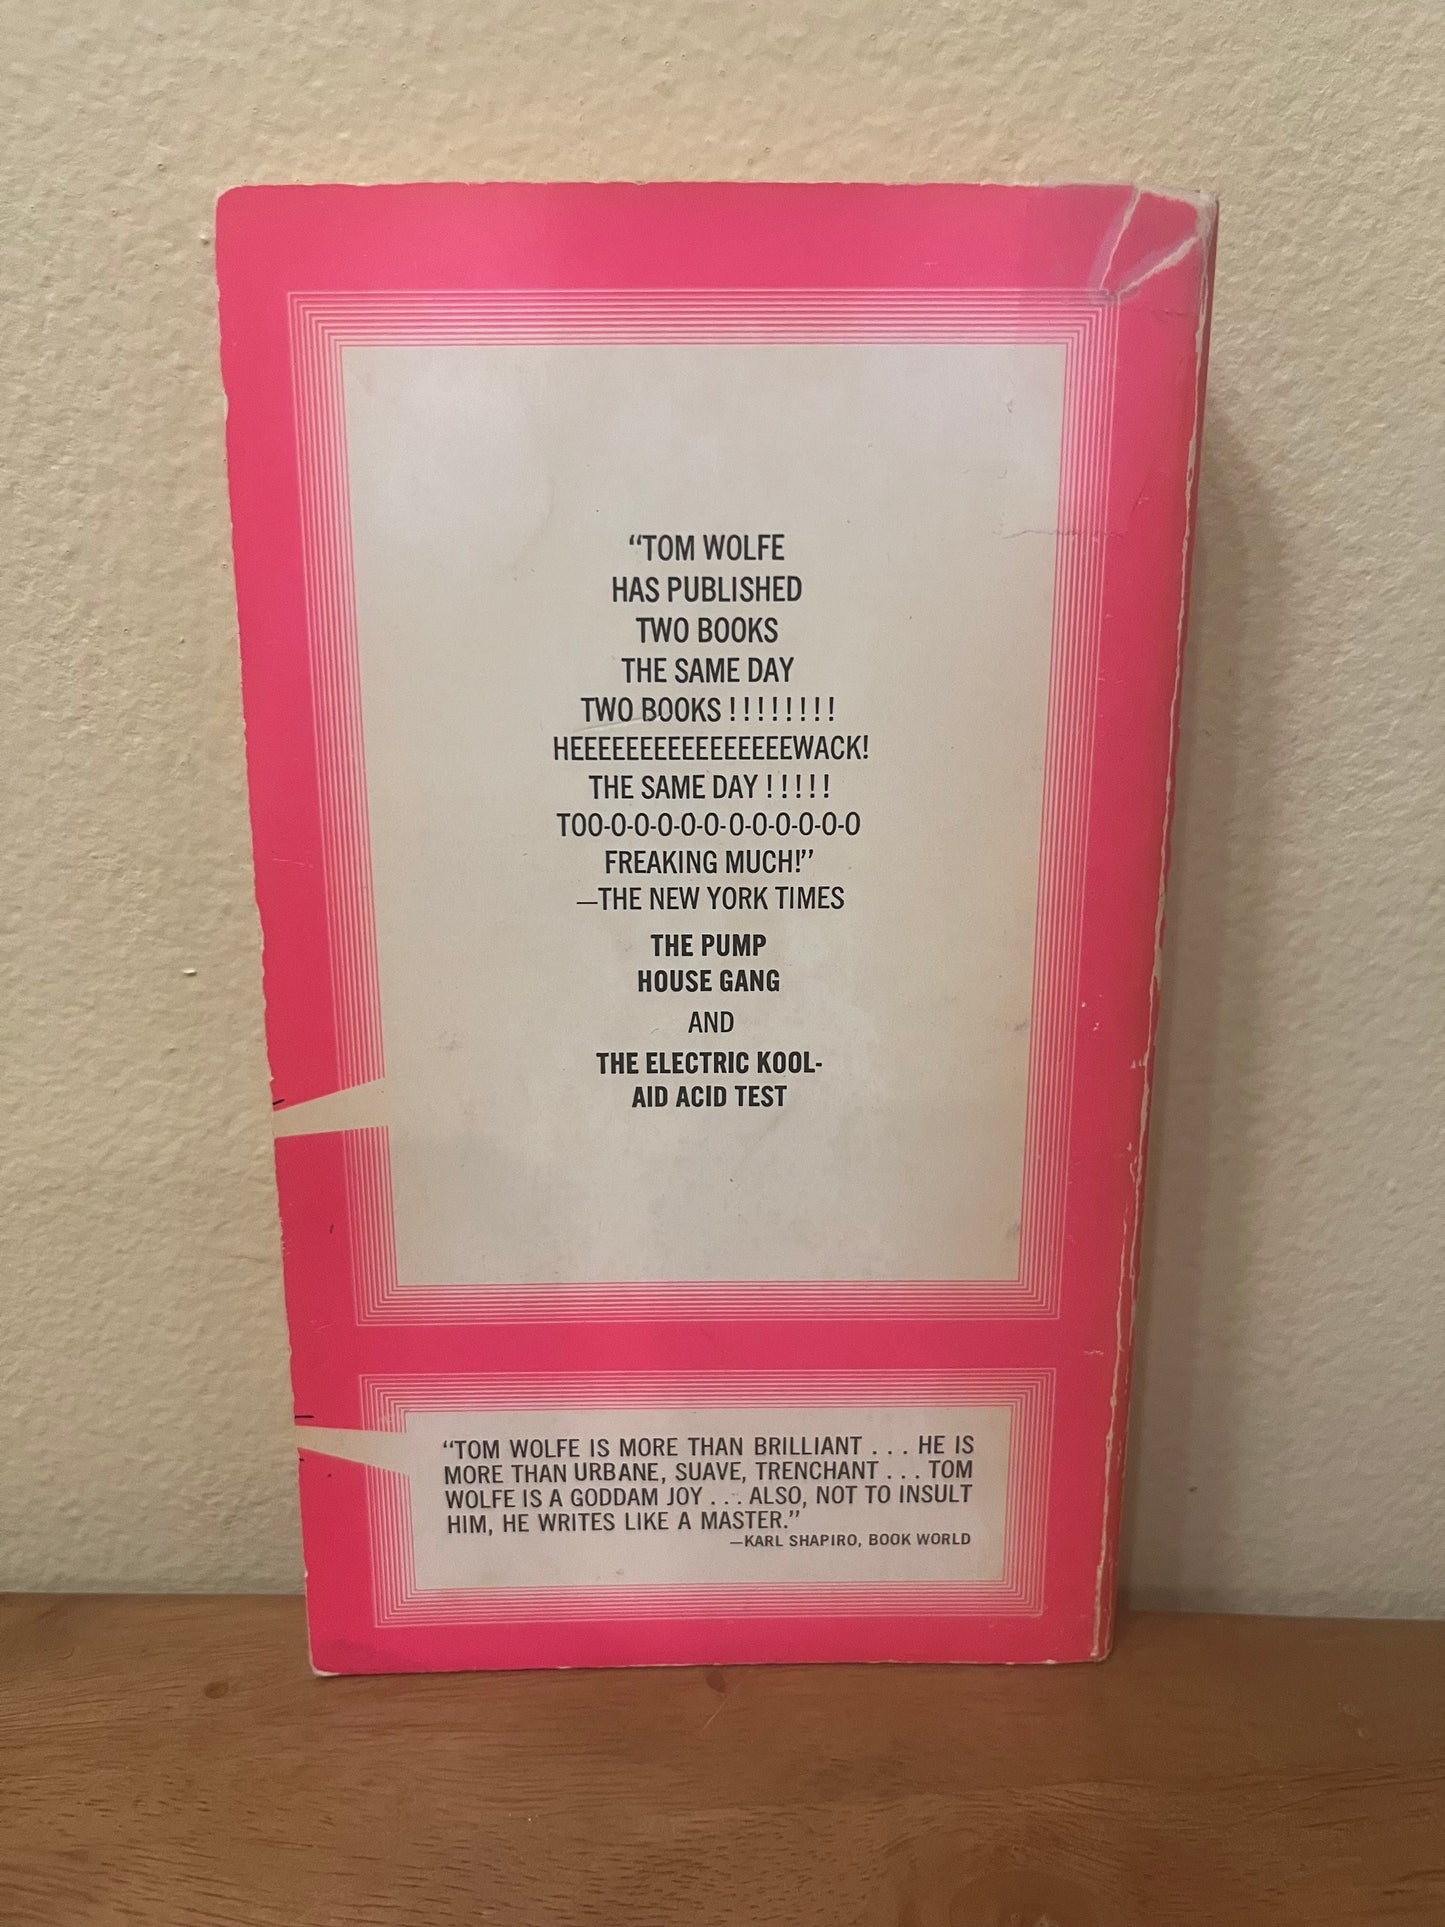 “TOM WOLFE
HAS PUBLISHED
TWO BOOKS
THE SAME DAY
TWO BOOKS ! ! ! ! ! ! ! !
HEEEEEEEEEEEEEEEEWACK!
THE SAME DAY ! ! ! ! !
TOO-O-O-O-O-O-O-O-O-O-O-O
FREAKING MUCH!”
—THE NEW YORK TIMES
THE PUMP
HOUSE GANG
AND
THE ELECTRIC KOOL-
AID ACID TEST
“TOM WOLFE IS MORE THAN BRILLIANT . . . HE IS
MORE THAN URBANE, SUAVE, TRENCHANT . . . TOM
WOLFE IS A GODDAM JOY . . . ALSO, NOT TO INSULT
HIM, HE WRITES LIKE A MASTER.”
—KARL SHAPIRO, BOOK WORLD